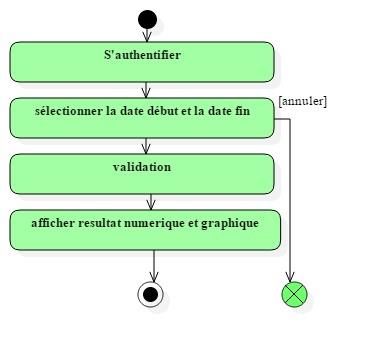 S'authentifier
[annuler]
sélectionner la date début et la date fin
validation
afficher resultat numerique et graphique